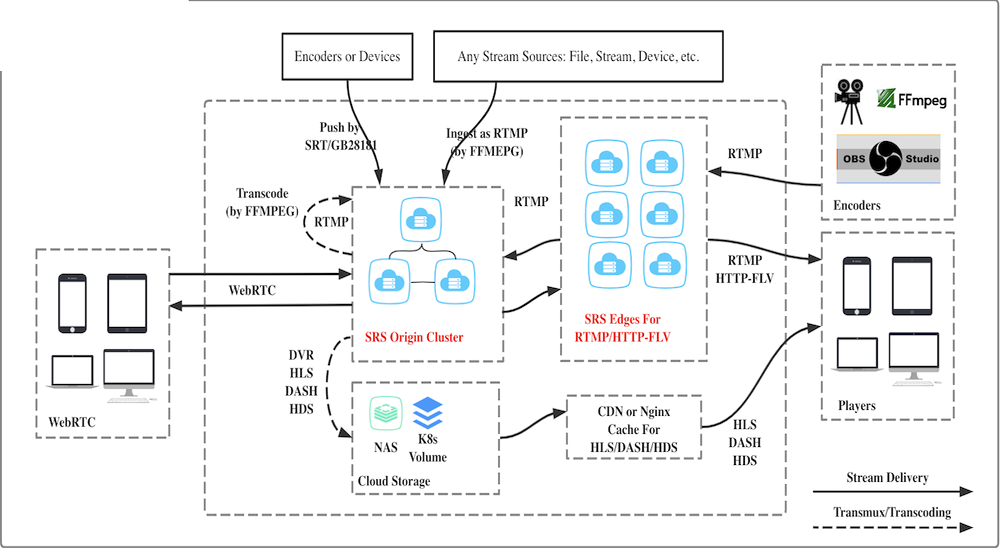 Encoders or Devices
Any Stream Sources: File, Stream, Device, etc.
Push by
SRT/GB28181
Ingest as RTMP
(by FFMEPG)
FFmpeg
OBS Studio
Encoders
RTMP
Transcode
(by FFMPEG)
RTMP
RTMP
RTMP
HTTP-FLV
WebRTC
SRS Origin Cluster
SRS Edges For
RTMP/HTTP-FLV
WebRTC
Players
DVR
HLS
DASH
HDS
NAS
K8s
Volume
Cloud Storage
CDN or Nginx
Cache For
HLS/DASH/HDS
HLS
DASH
HDS
Stream Delivery
Transmux/Transcoding